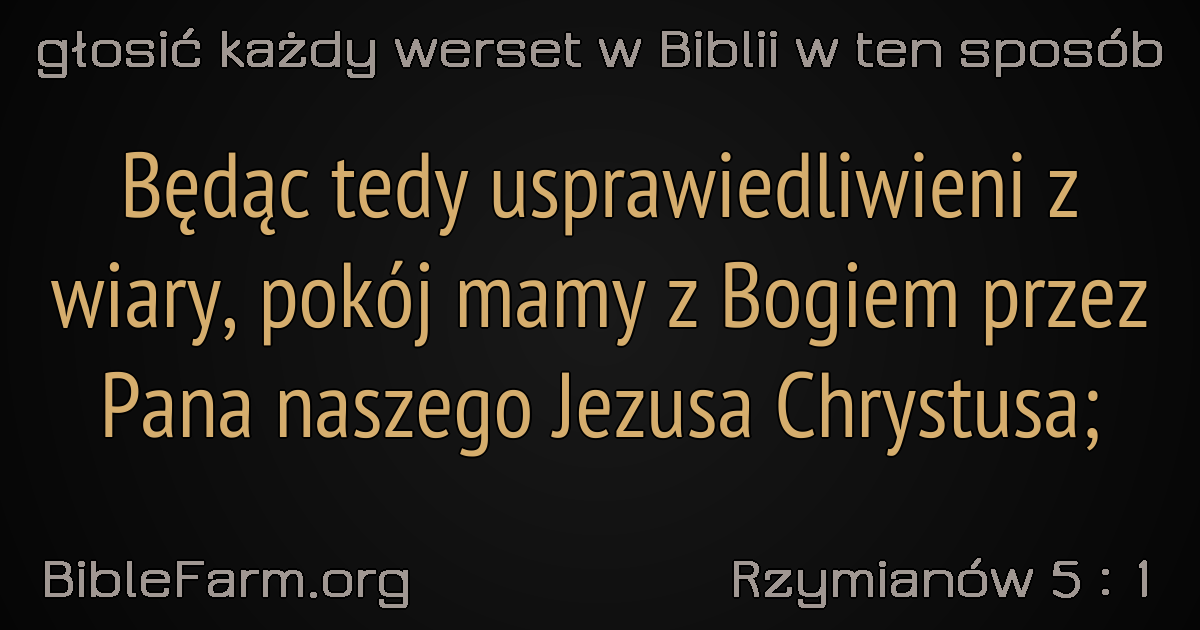 głosić każdy werset w Biblii w ten sposób
Będąc tedy usprawiedliwieni z
wiary, pokój mamy z Bogiem przez
Pana naszego Jezusa Chrystusa;
BibleFarm.org
Rzymianów 5 : 1